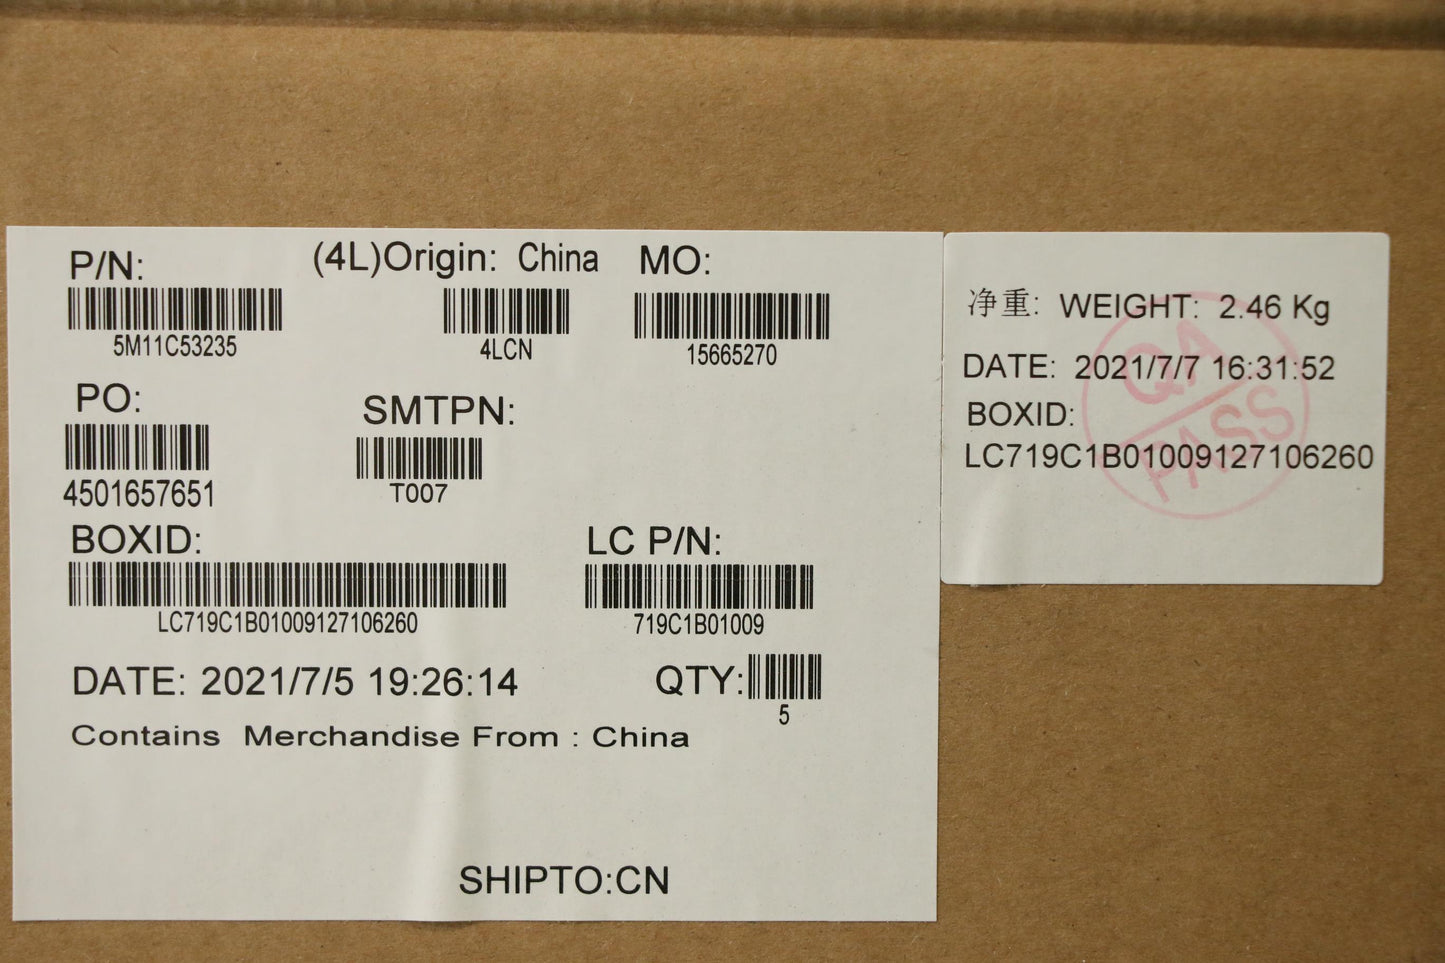 P/N: (4L)Origin: China MO:
5M11C53235 4LCN 15665270
PO: SMTPN:
4501657651 T007
BOXID: LC P/N:
LC719C1B01009127106260 719C1B01009
DATE: 2021/7/5 19:26:14 QTY:
5
Contains Merchandise From : China
SHIPTO:CN
净重: WEIGHT: 2.46 Kg
DATE: 2021/7/7 16:31:52
BOXID:
LC719C1B01009127106260
QA
PASS